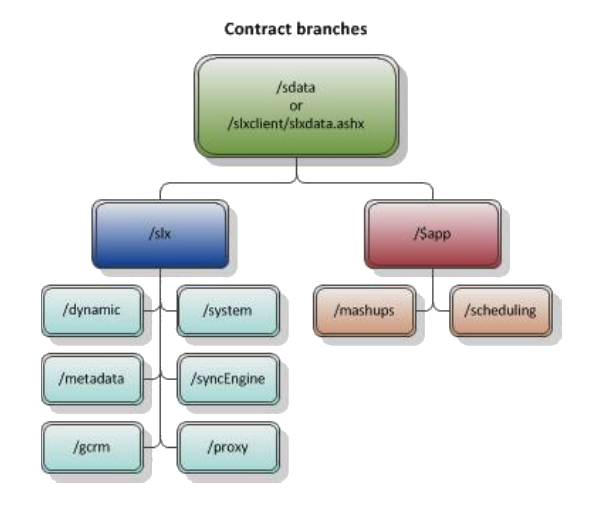 Contract branches
/sdata
or
/slxclient/slxdata.ashx
/slx
/$app
/dynamic
/system
/mashups
/scheduling
/metadata
/syncEngine
/gcrm
/proxy